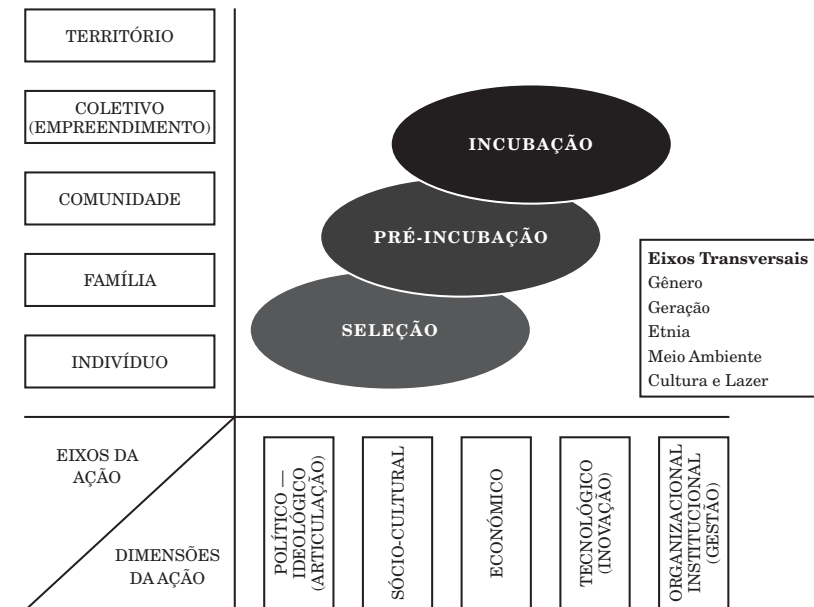 TERRITÓRIO
COLETIVO
(EMPREENDIMENTO)
COMUNIDADE
FAMÍLIA
INDIVÍDUO
INCUBAÇÃO
PRÉ-INCUBAÇÃO
SELEÇÃO
Eixos Transversais
Gênero
Geração
Etnia
Meio Ambiente
Cultura e Lazer
EIXOS DA
AÇÃO
DIMENSÕES
DA AÇÃO
POLÍTICO —
IDEOLÓGICO
(ARTICULAÇÃO)
SÓCIO-CULTURAL
ECONÓMICO
TECNOLÓGICO
(INOVAÇÃO)
ORGANIZACIONAL
INSTITUCIONAL
(GESTÃO)